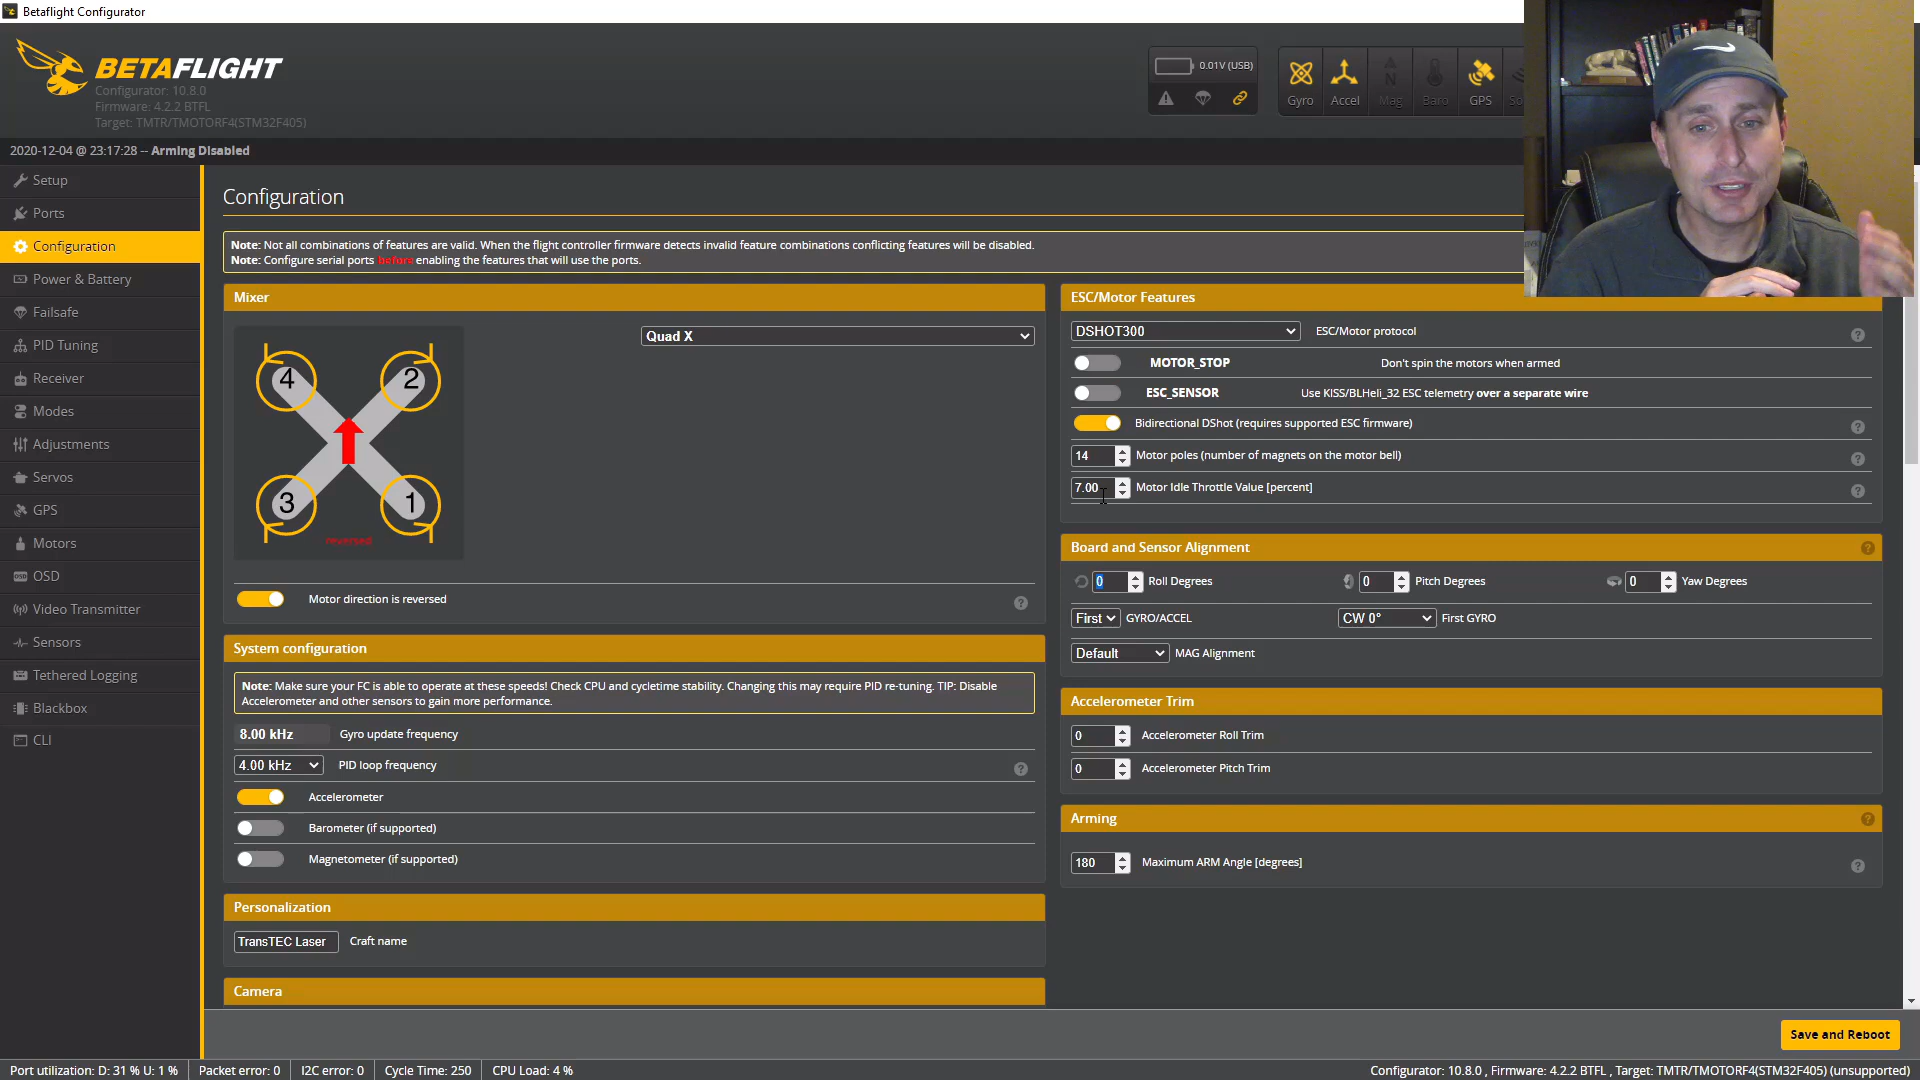 Betaflight Configurator
BETAFLIGHT
Configurator: 10.8.0
Firmware: 4.2.2 BTFL
Target: TMTR/TMOTORF4(STM32F405)
0.01V (USB)
Gyro
Accel
Mag
Baro
GPS
2020-12-04 @ 23:17:28 -- Arming Disabled
Setup
Ports
Configuration
Power & Battery
Failsafe
PID Tuning
Receiver
Modes
Adjustments
Servos
GPS
Motors
OSD
Video Transmitter
Sensors
Tethered Logging
Blackbox
CLI
Configuration
Note: Not all combinations of features are valid. When the flight controller firmware detects invalid feature combinations conflicting features will be disabled.
Note: Configure serial ports before enabling the features that will use the ports.
Mixer
Quad X
4
2
3
1
reversed
Motor direction is reversed
System configuration
Note: Make sure your FC is able to operate at these speeds! Check CPU and cycletime stability. Changing this may require PID re-tuning. TIP: Disable
Accelerometer and other sensors to gain more performance.
8.00 kHz Gyro update frequency
4.00 kHz PID loop frequency
Accelerometer
Barometer (if supported)
Magnetometer (if supported)
Personalization
TransTEC Laser Craft name
Camera
ESC/Motor Features
DSHOT300 ESC/Motor protocol
MOTOR_STOP Don't spin the motors when armed
ESC_SENSOR Use KISS/BLHeli_32 ESC telemetry over a separate wire
Bidirectional DShot (requires supported ESC firmware)
14 Motor poles (number of magnets on the motor bell)
7.00 Motor Idle Throttle Value [percent]
Board and Sensor Alignment
0 Roll Degrees 0 Pitch Degrees 0 Yaw Degrees
First GYRO/ACCEL CW 0° First GYRO
Default MAG Alignment
Accelerometer Trim
0 Accelerometer Roll Trim
0 Accelerometer Pitch Trim
Arming
180 Maximum ARM Angle [degrees]
Save and Reboot
Port utilization: D: 31 % U: 1 % Packet error: 0 I2C error: 0 Cycle Time: 250 CPU Load: 4 % Configurator: 10.8.0 , Firmware: 4.2.2 BTFL , Target: TMTR/TMOTORF4(STM32F405) (unsupported)